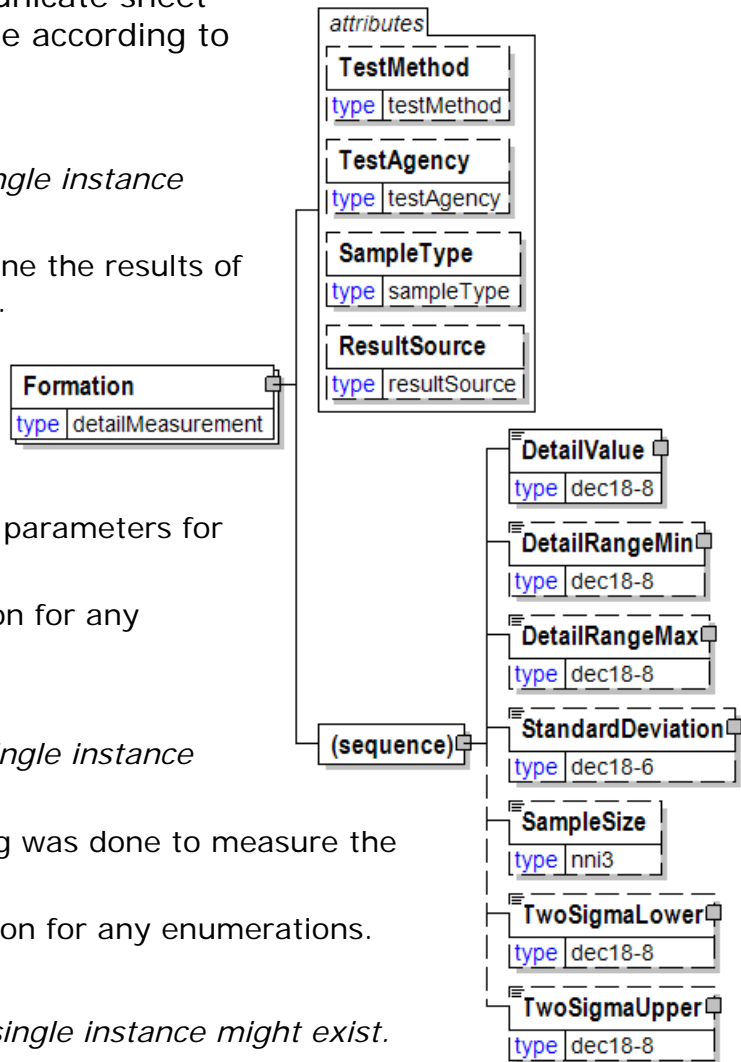 unicate sheet
e according to
ngle instance
ne the results of
.
parameters for
on for any
ingle instance
g was done to measure the
on for any enumerations.
single instance might exist.
attributes
TestMethod
type testMethod
TestAgency
type testAgency
SampleType
type sampleType
ResultSource
type resultSource
Formation
type detailMeasurement
(sequence)
DetailValue
type dec18-8
DetailRangeMin
type dec18-8
DetailRangeMax
type dec18-8
StandardDeviation
type dec18-6
SampleSize
type nni3
TwoSigmaLower
type dec18-8
TwoSigmaUpper
type dec18-8